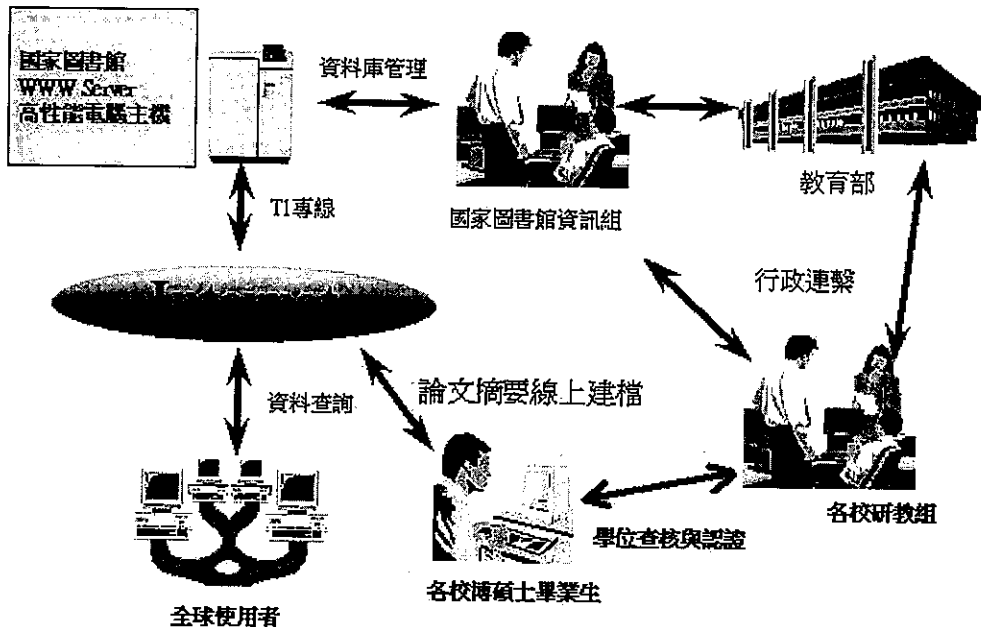 國家圖書館
WWW Server
高性能電腦主機
資料庫管理
國家圖書館資訊組
教育部
T1專線
行政連繫
資料查詢
論文摘要線上建檔
各校研教組
學位查核與認證
各校博碩士畢業生
全球使用者